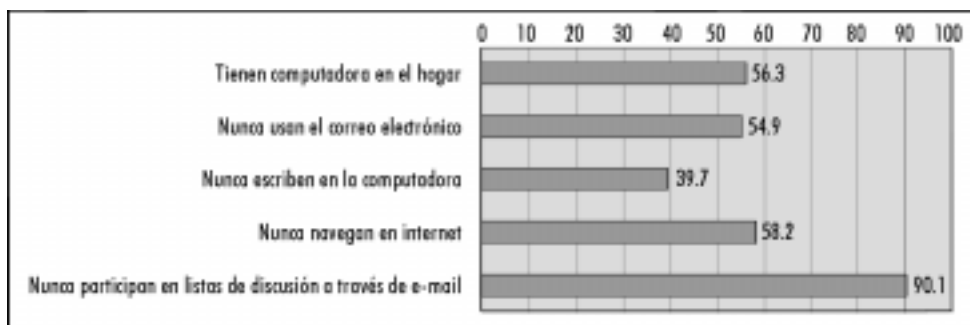 0 10 20 30 40 50 60 70 80 90 100
Tienen computadora en el hogar 56.3
Nunca usan el correo electrónico 54.9
Nunca escriben en la computadora 39.7
Nunca navegan en internet 58.2
Nunca participan en listas de discusión a través de e-mail 90.1